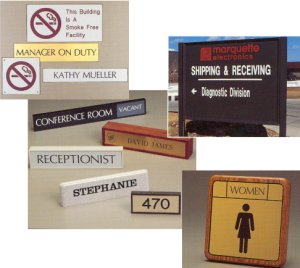 This Building
Is A
Smoke Free
Facility
MANAGER ON DUTY
KATHY MUELLER
marquette
electronics
SHIPPING & RECEIVING
← Diagnostic Division
CONFERENCE ROOM VACANT
DAVID JAMES
RECEPTIONIST
STEPHANIE
470
WOMEN